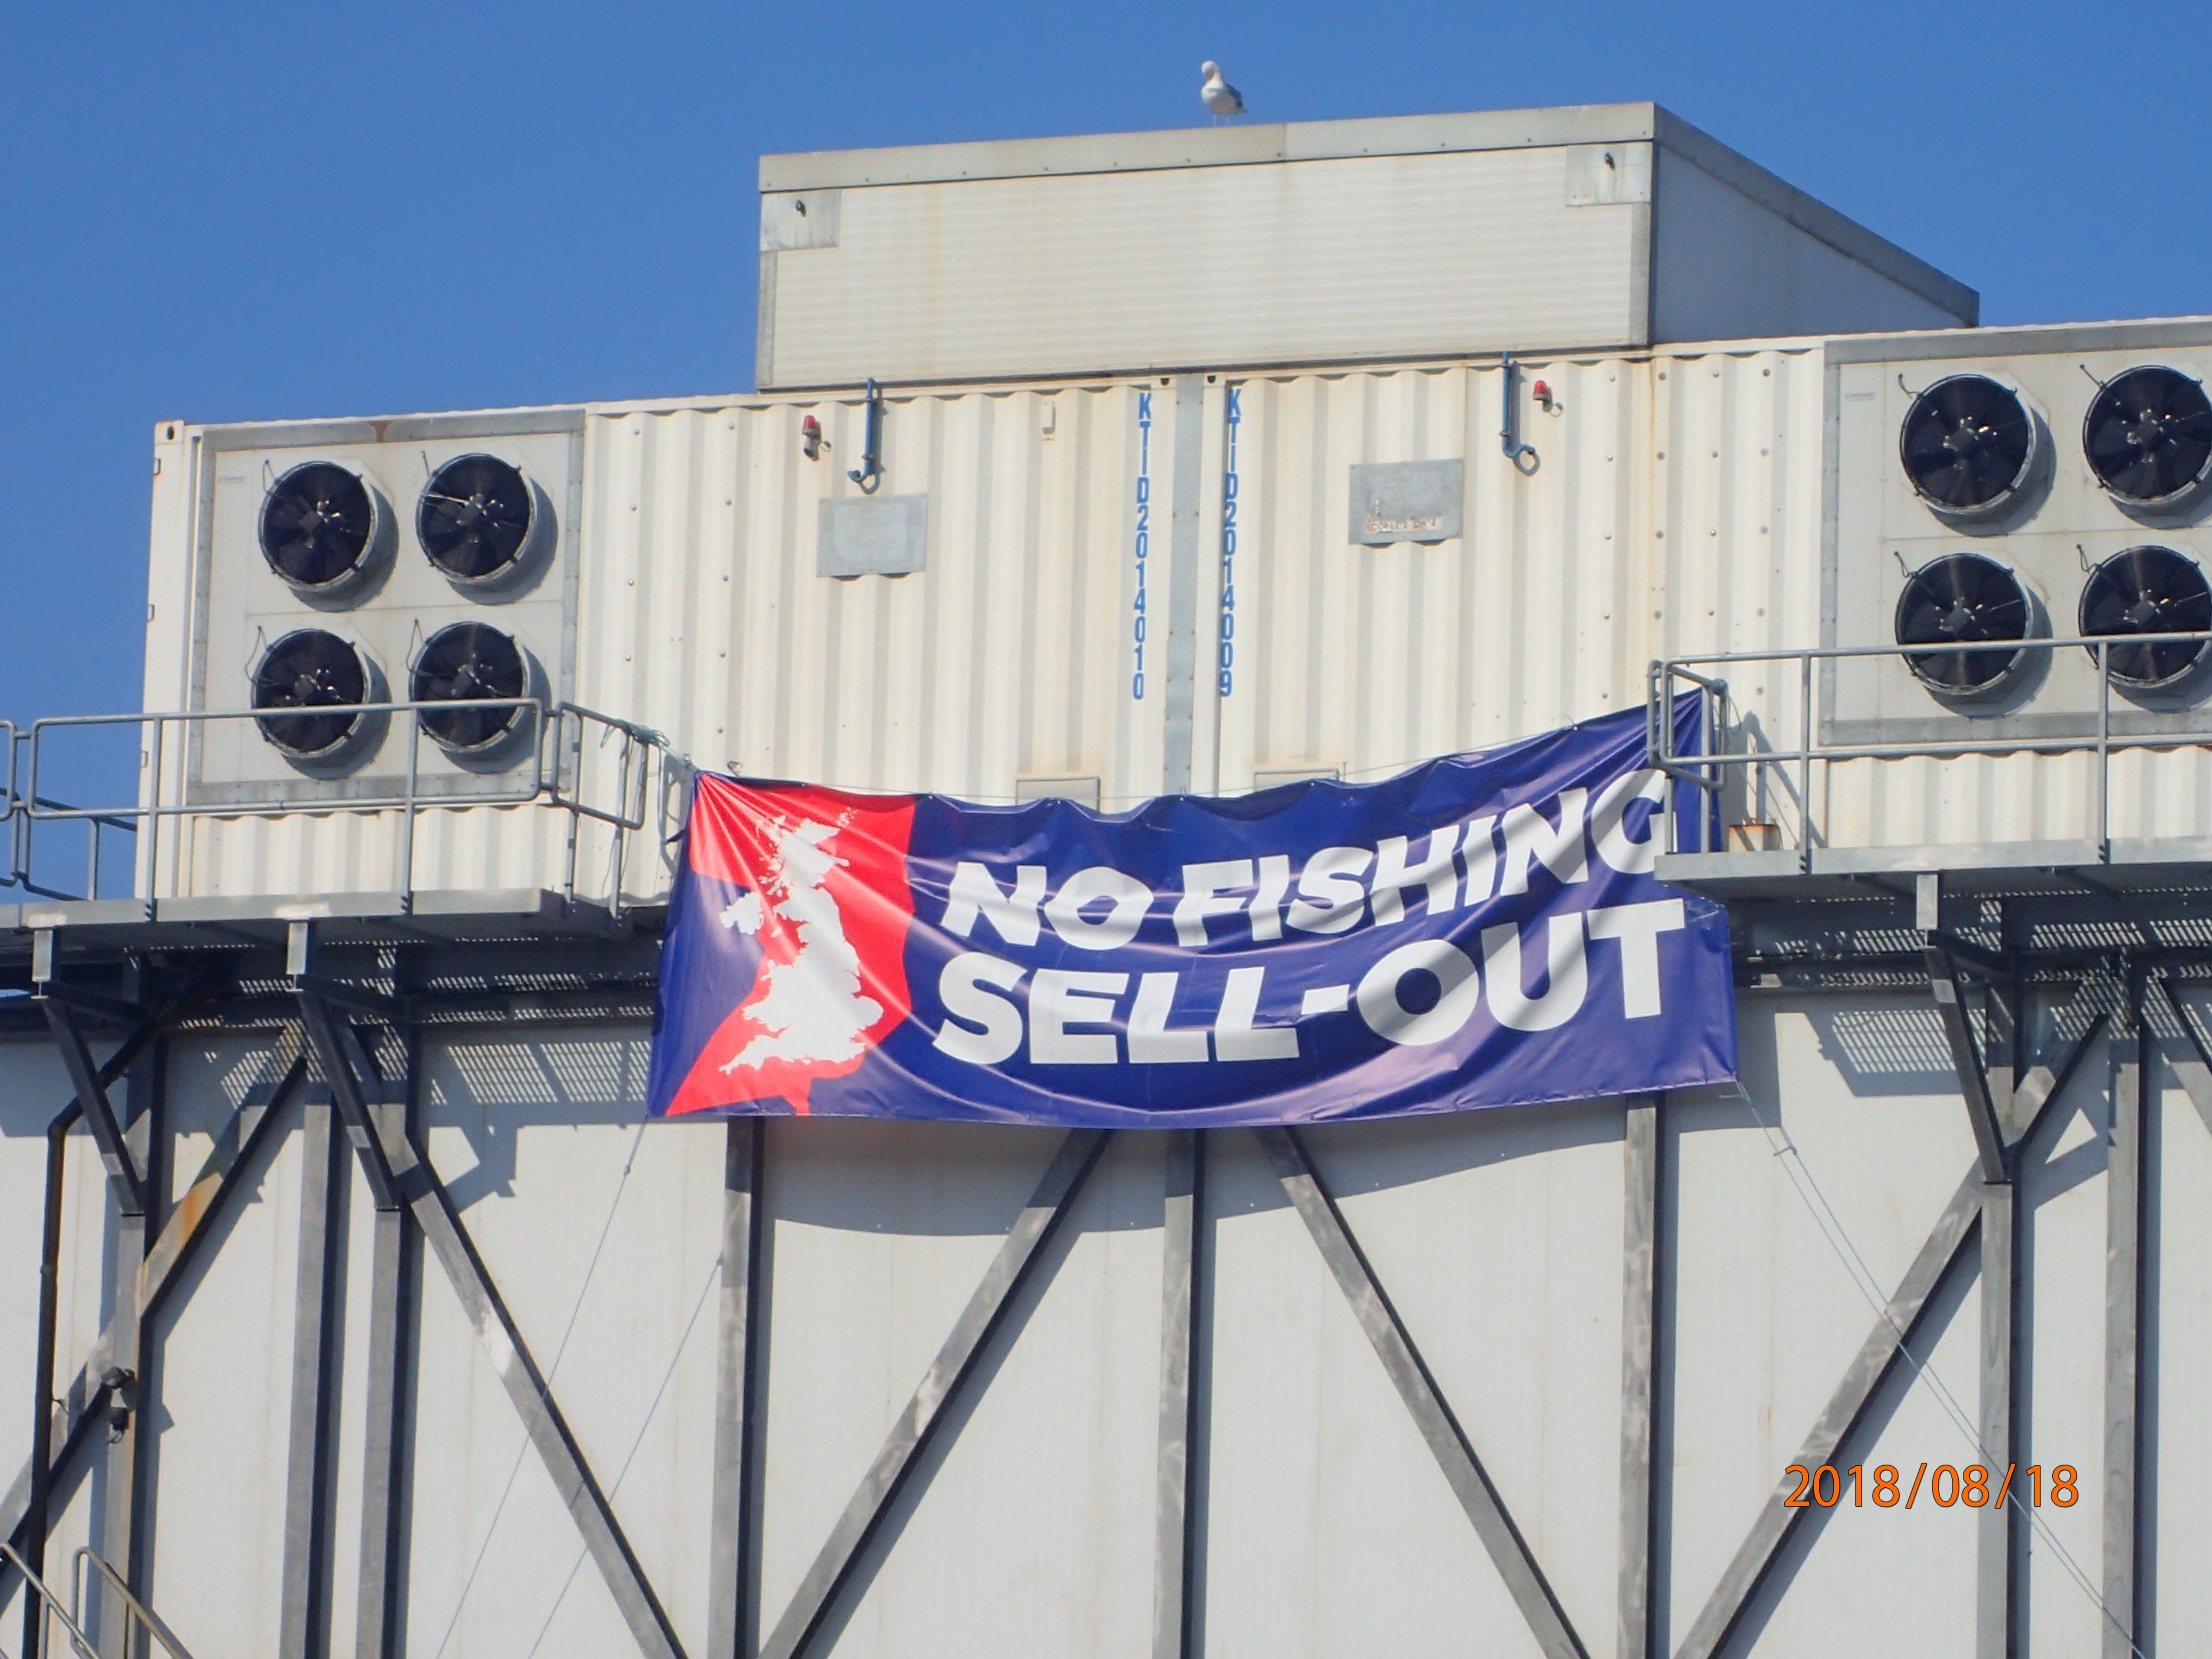 KTID2014010
KTID2014009
NO FISHING
SELL-OUT
2018/08/18